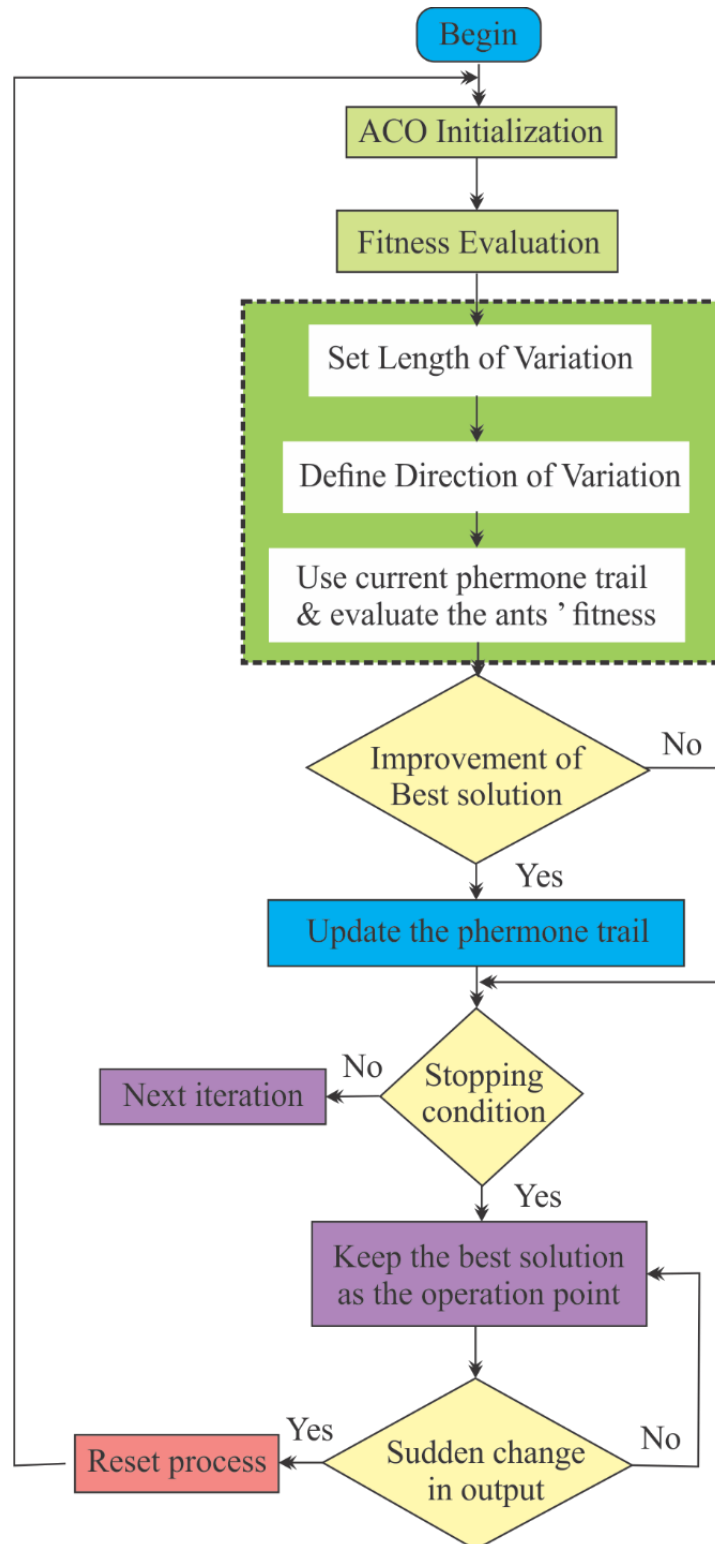 Begin
ACO Initialization
Fitness Evaluation
Set Length of Variation
Define Direction of Variation
Use current phermone trail
& evaluate the ants ’ fitness
Improvement of
Best solution
No
Yes
Update the phermone trail
Stopping
condition
No
Next iteration
Yes
Keep the best solution
as the operation point
Sudden change
in output
Yes
No
Reset process